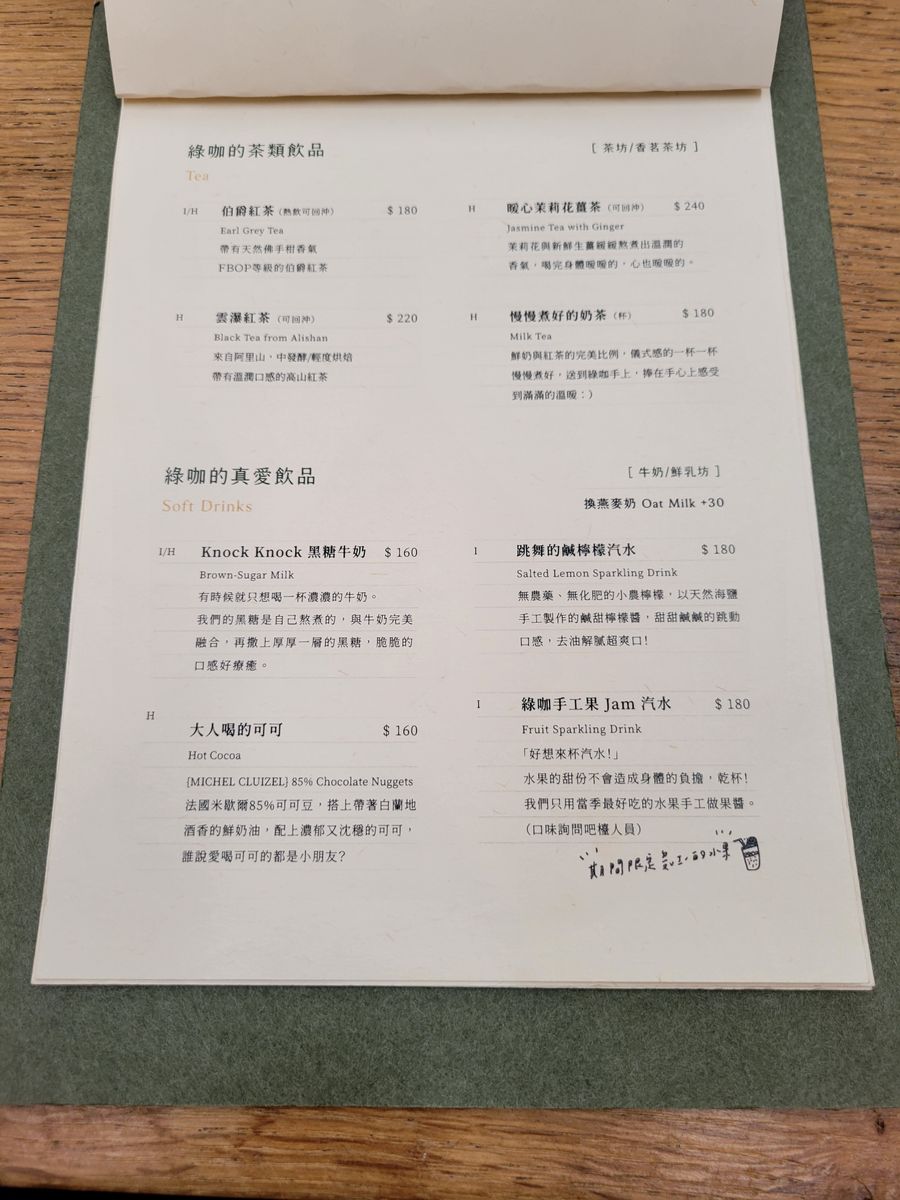 綠咖的茶類飲品
[ 茶坊/香茗茶坊 ]
Tea
I/H 伯爵紅茶 (熱飲可回沖) $ 180
Earl Grey Tea
帶有天然佛手柑香氣
FBOP等級的伯爵紅茶
H 暖心茉莉花薑茶 (可回沖) $ 240
Jasmine Tea with Ginger
茉莉花與新鮮生薑緩緩熬煮出溫潤的
香氣，喝完身體暖暖的，心也暖暖的。
H 雲瀑紅茶 (可回沖) $ 220
Black Tea from Alishan
來自阿里山，中發酵/輕度烘焙
帶有溫潤口感的高山紅茶
H 慢慢煮好的奶茶 (杯) $ 180
Milk Tea
鮮奶與紅茶的完美比例，儀式感的一杯一杯
慢慢煮好，送到綠咖手上，捧在手心上感受
到滿滿的溫暖：)
綠咖的真愛飲品
[ 牛奶/鮮乳坊 ]
Soft Drinks
換燕麥奶 Oat Milk +30
I/H Knock Knock 黑糖牛奶 $ 160
Brown-Sugar Milk
有時候就只想喝一杯濃濃的牛奶。
我們的黑糖是自己熬煮的，與牛奶完美
融合，再撒上厚厚一層的黑糖，脆脆的
口感好療癒。
I 跳舞的鹹檸檬汽水 $ 180
Salted Lemon Sparkling Drink
無農藥、無化肥的小農檸檬，以天然海鹽
手工製作的鹹甜檸檬醬，甜甜鹹鹹的跳動
口感，去油解膩超爽口!
H 大人喝的可可 $ 160
Hot Cocoa
{MICHEL CLUIZEL} 85% Chocolate Nuggets
法國米歇爾85%可可豆，搭上帶著白蘭地
酒香的鮮奶油，配上濃郁又沈穩的可可，
誰說愛喝可可的都是小朋友?
I 綠咖手工果 Jam 汽水 $ 180
Fruit Sparkling Drink
「好想來杯汽水!」
水果的甜份不會造成身體的負擔，乾杯!
我們只用當季最好吃的水果手工做果醬。
（口味詢問吧檯人員）
期間限定 的水果